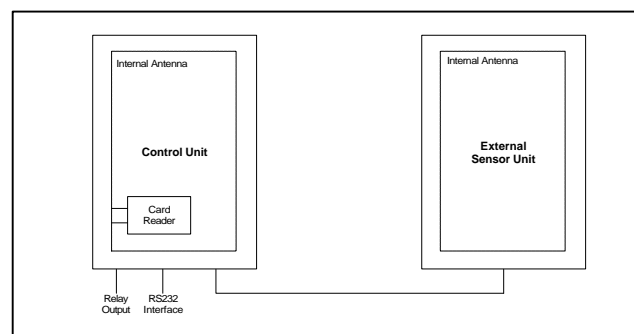 Internal Antenna
Control Unit
Card
Reader
Relay
Output
RS232
Interface
Internal Antenna
External
Sensor Unit